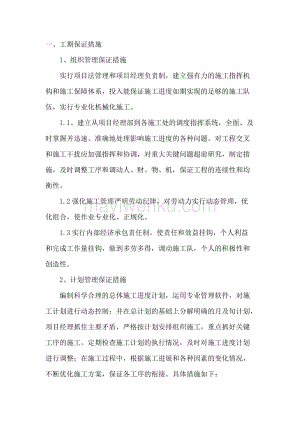 一、工期保证措施
1、组织管理保证措施
实行项目法管理和项目经理负责制，建立强有力的施工指挥机
构和施工保障体系，投入能保证施工进度如期实现的足够的施工队
伍，实行专业化机械化施工。
1.1、建立从项目经理部到各施工处的调度指挥系统，全面、及
时掌握并迅速、准确地处理影响施工进度的各种问题。对工程交叉
和施工干扰应加强指挥和协调，对重大关键问题超前研究，制定措
施，及时调整工序和调动人、财、物、机，保证工程的连续性和均
衡性。
1.2 强化施工管理严明劳动纪律，对劳动力实行动态管理，优
化组合，使作业专业化、正规化。
1.3 实行内部经济承包责任制，使责任和效益挂钩，个人利益
和完成工作量挂钩，做到多劳多得，调动施工队、个人的积极性和
创造性。
2、计划管理保证措施
编制科学合理的总体施工进度计划，运用专业管理软件，对施
工计划进行动态控制；并在总计划的基础上分解明确的月及旬计划，
项目经理抓住主要矛盾，严格按计划安排组织施工。重点抓好关键
工序的施工。定期检查施工计划的执行情况，及时对施工进度计划
进行调整；在施工过程中，根据施工进展和各种因素的变化情况，
不断优化施工方案，保证各工序的衔接。具体措施如下：